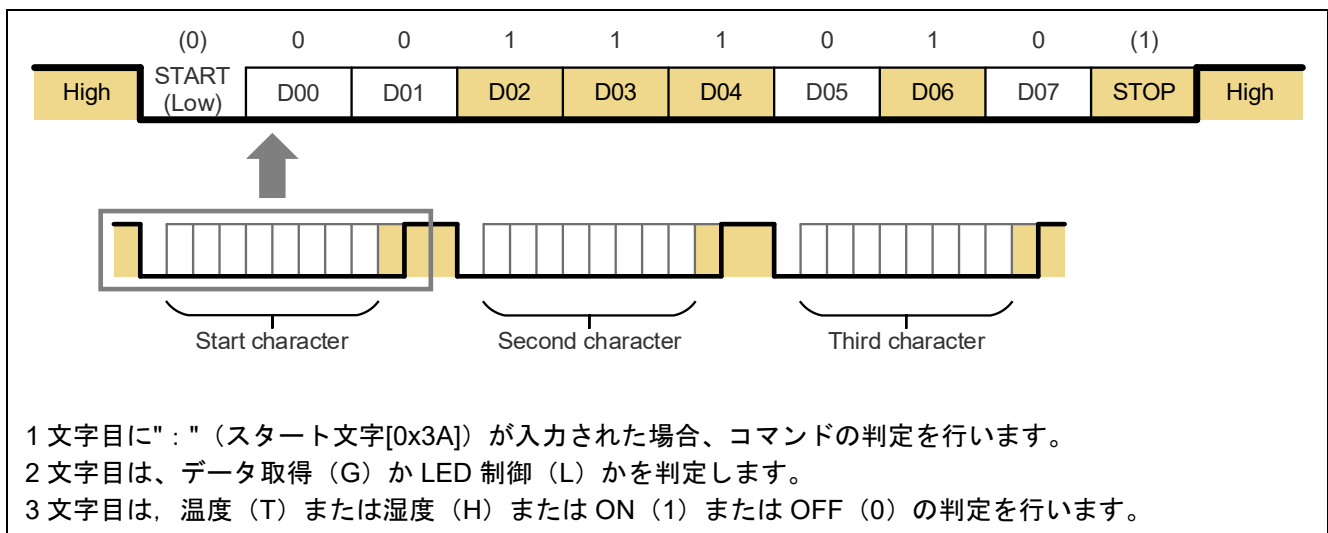 (0) 0 0 1 1 1 0 1 0 (1)
High START (Low) D00 D01 D02 D03 D04 D05 D06 D07 STOP High
Start character Second character Third character
1 文字目に"："（スタート文字[0x3A]）が入力された場合、コマンドの判定を行います。
2 文字目は、データ取得（G）か LED 制御（L）かを判定します。
3 文字目は，温度（T）または湿度（H）または ON（1）または OFF（0）の判定を行います。